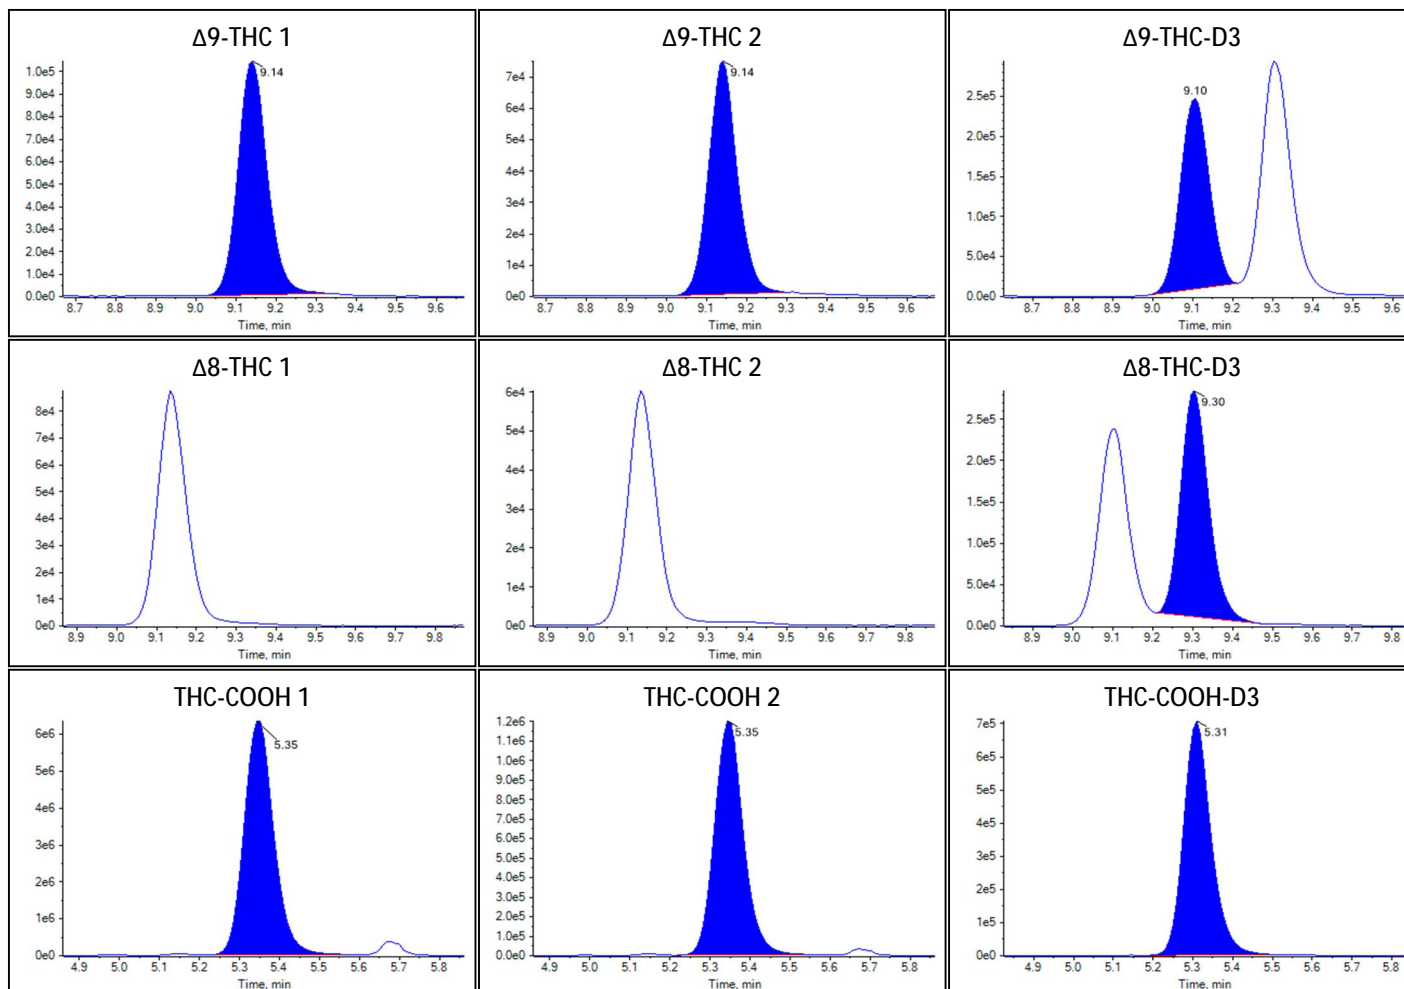 Δ9-THC 1
9.14
1.0e5
9.0e4
8.0e4
7.0e4
6.0e4
5.0e4
4.0e4
3.0e4
2.0e4
1.0e4
0.0e0
8.7 8.8 8.9 9.0 9.1 9.2 9.3 9.4 9.5 9.6
Time, min
Δ9-THC 2
9.14
7e4
6e4
5e4
4e4
3e4
2e4
1e4
0e0
8.7 8.8 8.9 9.0 9.1 9.2 9.3 9.4 9.5 9.6
Time, min
Δ9-THC-D3
9.10
2.5e5
2.0e5
1.5e5
1.0e5
5.0e4
0.0e0
8.7 8.8 8.9 9.0 9.1 9.2 9.3 9.4 9.5 9.6
Time, min
Δ8-THC 1
8e4
7e4
6e4
5e4
4e4
3e4
2e4
1e4
0e0
8.9 9.0 9.1 9.2 9.3 9.4 9.5 9.6 9.7 9.8
Time, min
Δ8-THC 2
6e4
5e4
4e4
3e4
2e4
1e4
0e0
8.9 9.0 9.1 9.2 9.3 9.4 9.5 9.6 9.7 9.8
Time, min
Δ8-THC-D3
9.30
2.5e5
2.0e5
1.5e5
1.0e5
5.0e4
0.0e0
8.9 9.0 9.1 9.2 9.3 9.4 9.5 9.6 9.7 9.8
Time, min
THC-COOH 1
5.35
6e6
5e6
4e6
3e6
2e6
1e6
0e0
4.9 5.0 5.1 5.2 5.3 5.4 5.5 5.6 5.7 5.8
Time, min
THC-COOH 2
5.35
1.2e6
1.1e6
1.0e6
9.0e5
8.0e5
7.0e5
6.0e5
5.0e5
4.0e5
3.0e5
2.0e5
1.0e5
0.0e0
4.9 5.0 5.1 5.2 5.3 5.4 5.5 5.6 5.7 5.8
Time, min
THC-COOH-D3
5.31
7e5
6e5
5e5
4e5
3e5
2e5
1e5
0e0
4.9 5.0 5.1 5.2 5.3 5.4 5.5 5.6 5.7 5.8
Time, min